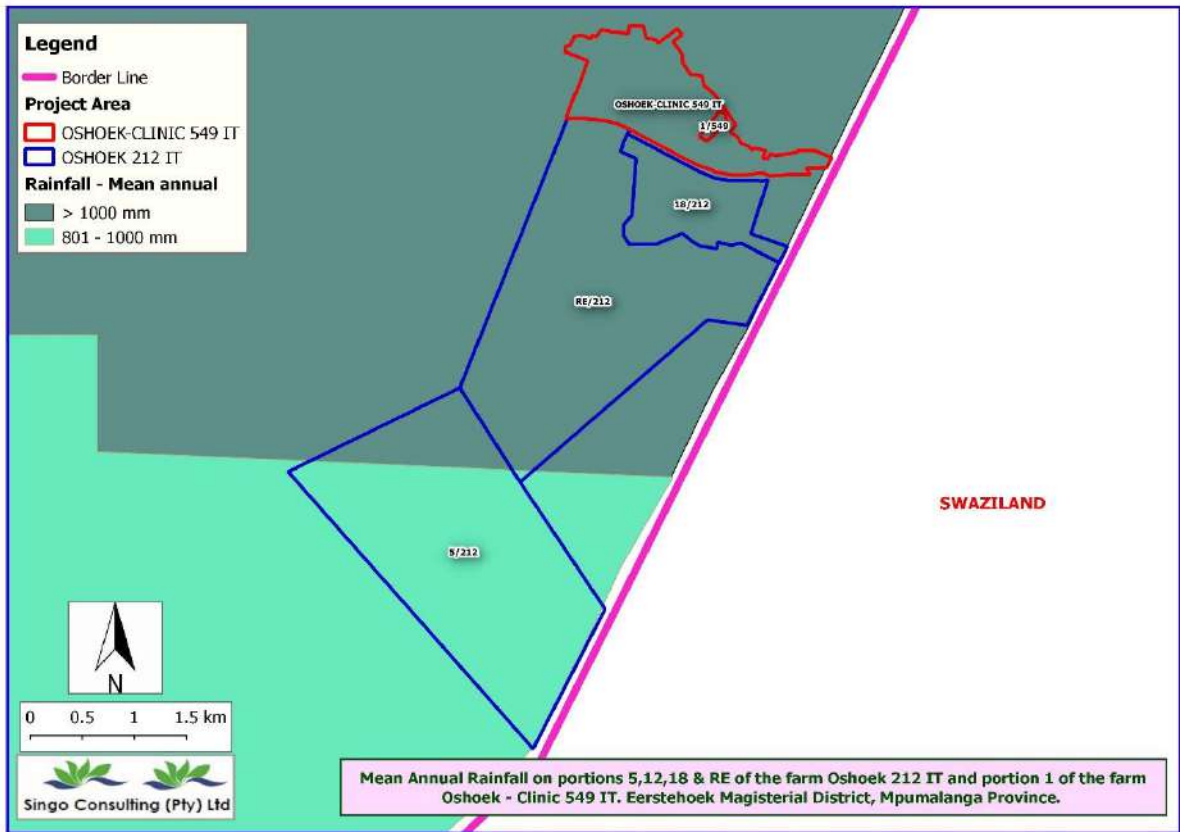 Legend
Border Line
Project Area
OSHOEK-CLINIC 549 IT
OSHOEK 212 IT
Rainfall - Mean annual
> 1000 mm
801 - 1000 mm
OSHOEK-CLINIC 549 IT
1/549
18/212
RE/212
5/212
SWAZILAND
N
0 0.5 1 1.5 km
Singo Consulting (Pty) Ltd
Mean Annual Rainfall on portions 5,12,18 & RE of the farm Oshoek 212 IT and portion 1 of the farm
Oshoek - Clinic 549 IT. Eerstehoek Magisterial District, Mpumalanga Province.